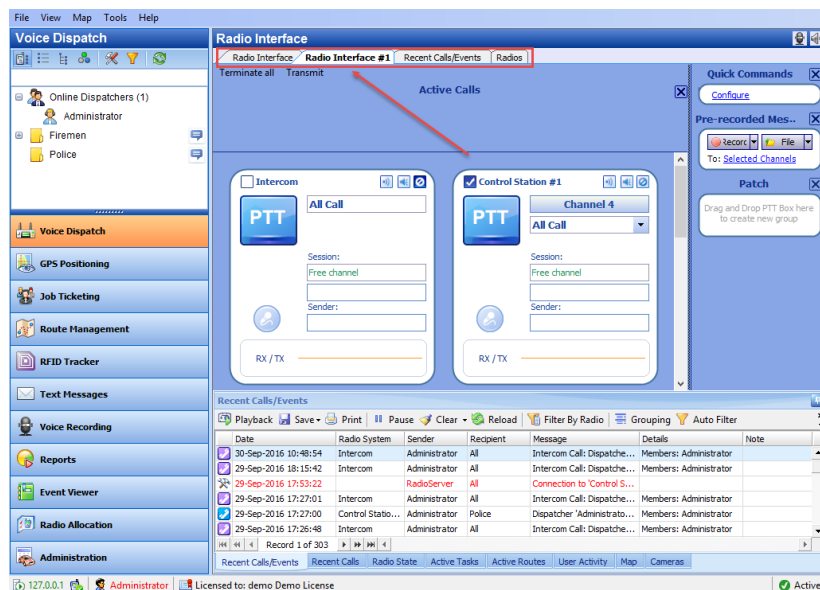 File View Map Tools Help
Voice Dispatch
Online Dispatchers (1)
Administrator
Firemen
Police
Voice Dispatch
GPS Positioning
Job Ticketing
Route Management
RFID Tracker
Text Messages
Voice Recording
Reports
Event Viewer
Radio Allocation
Administration
Radio Interface
Radio Interface Radio Interface #1 Recent Calls/Events Radios
Terminate all Transmit
Active Calls
Intercom
PTT
All Call
Session:
Free channel
Sender:
RX / TX
Control Station #1
PTT
Channel 4
All Call
Session:
Free channel
Sender:
RX / TX
Quick Commands
Configure
Pre-recorded Mes..
Recorc File
To: Selected Channels
Patch
Drag and Drop PTT Box here
to create new group
Recent Calls/Events
Playback Save Print Pause Clear Reload Filter By Radio Grouping Auto Filter
Date Radio System Sender Recipient Message Details Note
30-Sep-2016 10:48:54 Intercom Administrator All Intercom Call: Dispatche... Members: Administrator
29-Sep-2016 18:15:42 Intercom Administrator All Intercom Call: Dispatche... Members: Administrator
29-Sep-2016 17:53:22 RadioServer All Connection to 'Control S...
29-Sep-2016 17:27:01 Intercom Administrator All Intercom Call: Dispatche... Members: Administrator
29-Sep-2016 17:27:00 Control Statio... Administrator Police Dispatcher 'Administrato... Members: Administrator
29-Sep-2016 17:26:48 Intercom Administrator All Intercom Call: Dispatche... Members: Administrator
Record 1 of 303
Recent Calls/Events Recent Calls Radio State Active Tasks Active Routes User Activity Map Cameras
127.0.0.1 Administrator Licensed to: demo Demo License Active